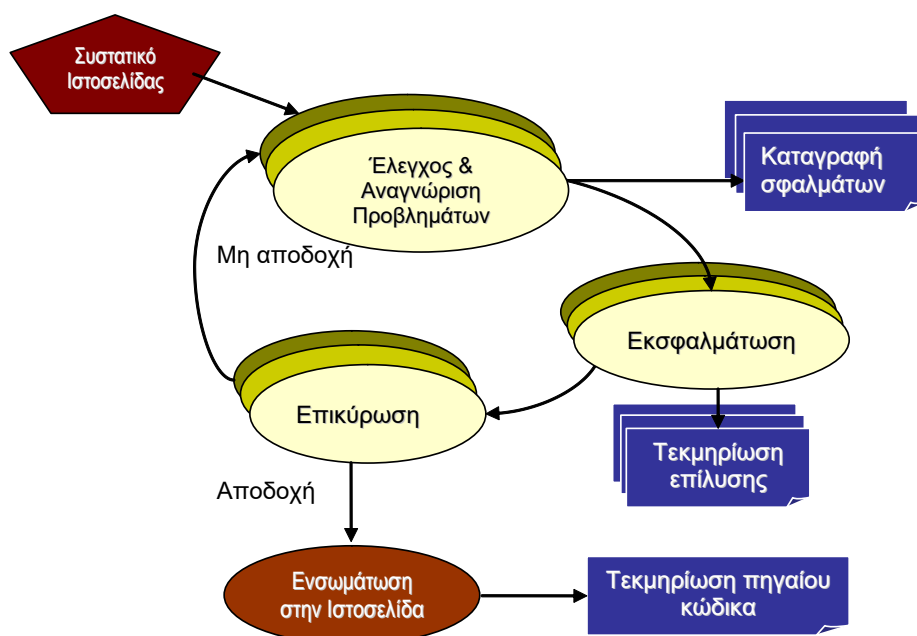 Συστατικό
Ιστοσελίδας
Έλεγχος &
Αναγνώριση
Προβλημάτων
Καταγραφή
σφαλμάτων
Μη αποδοχή
Εκσφαλμάτωση
Επικύρωση
Τεκμηρίωση
επίλυσης
Αποδοχή
Ενσωμάτωση
στην Ιστοσελίδα
Τεκμηρίωση πηγαίου
κώδικα